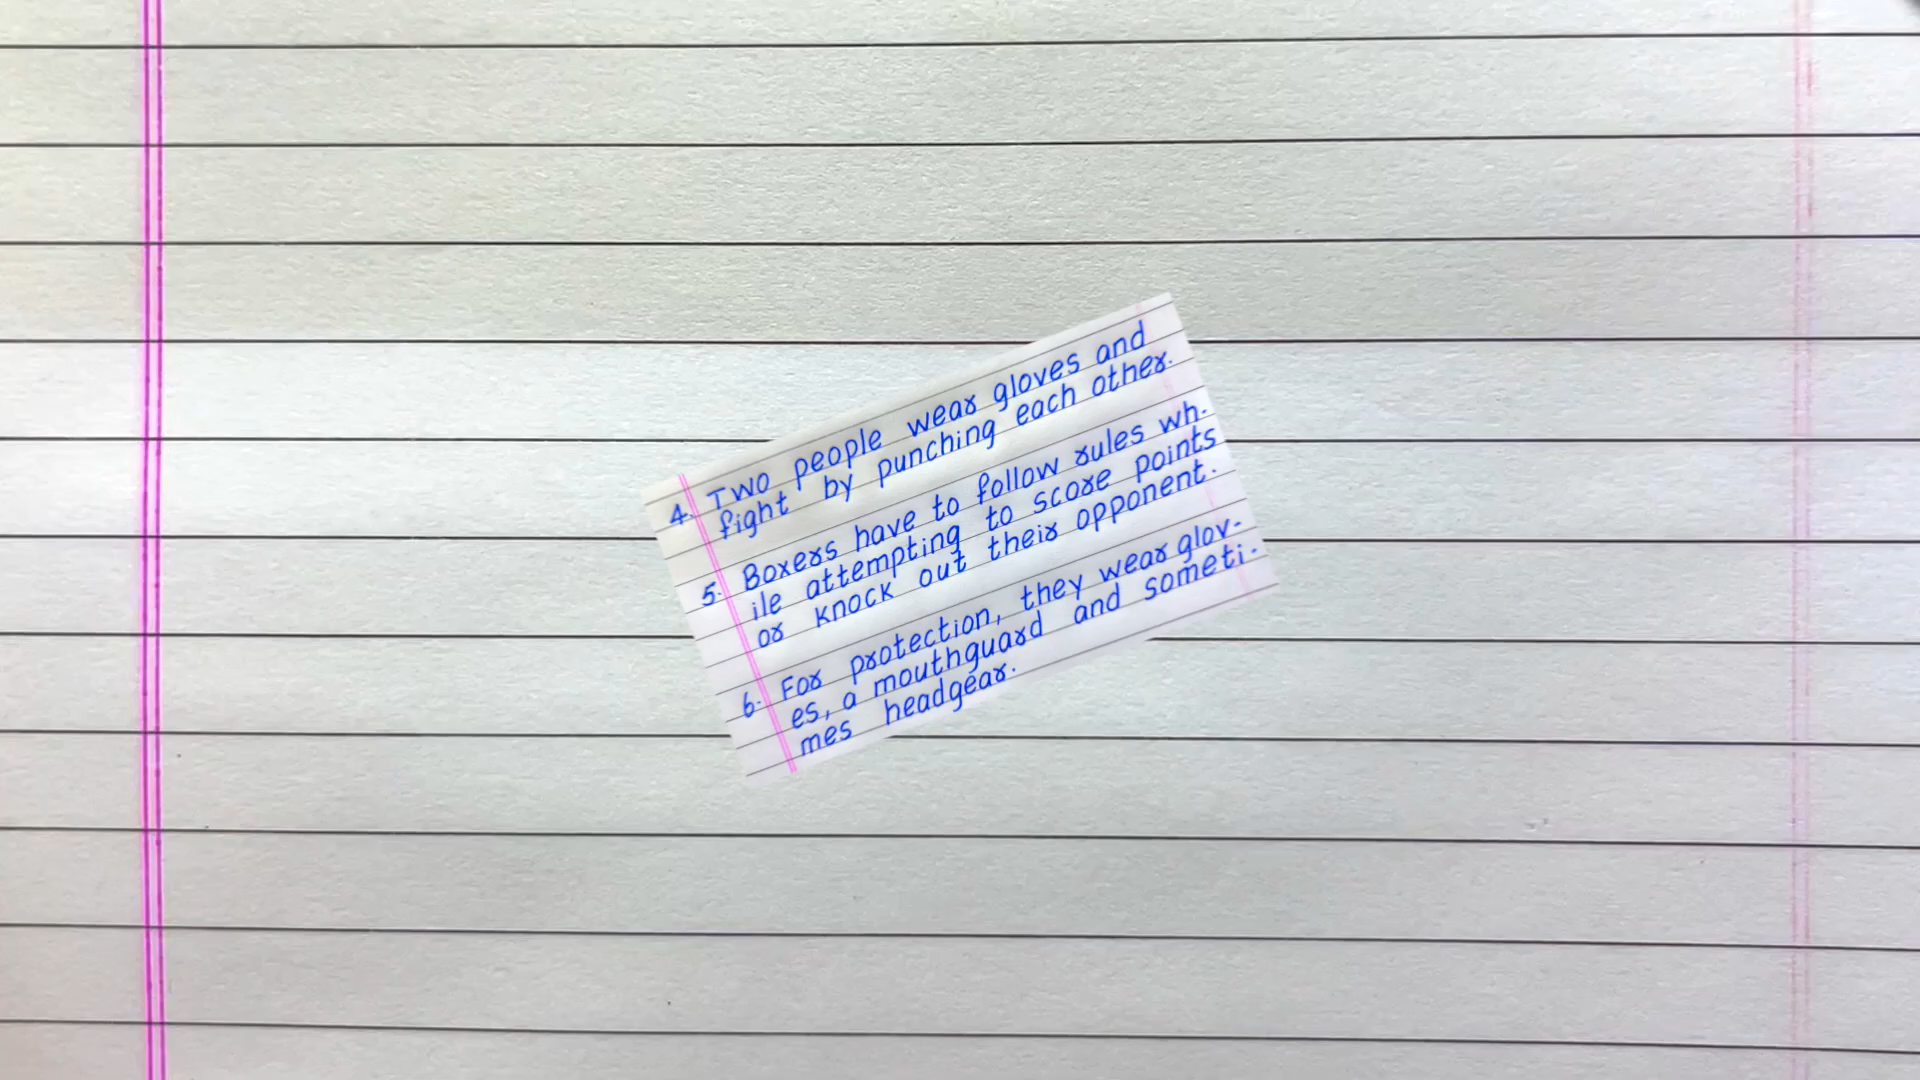 4. Two people wear gloves and
fight by punching each other.
5. Boxers have to follow rules wh-
ile attempting to score points
or knock out their opponent.
6. For protection, they wear glov-
es, a mouthguard and someti-
mes headgear.